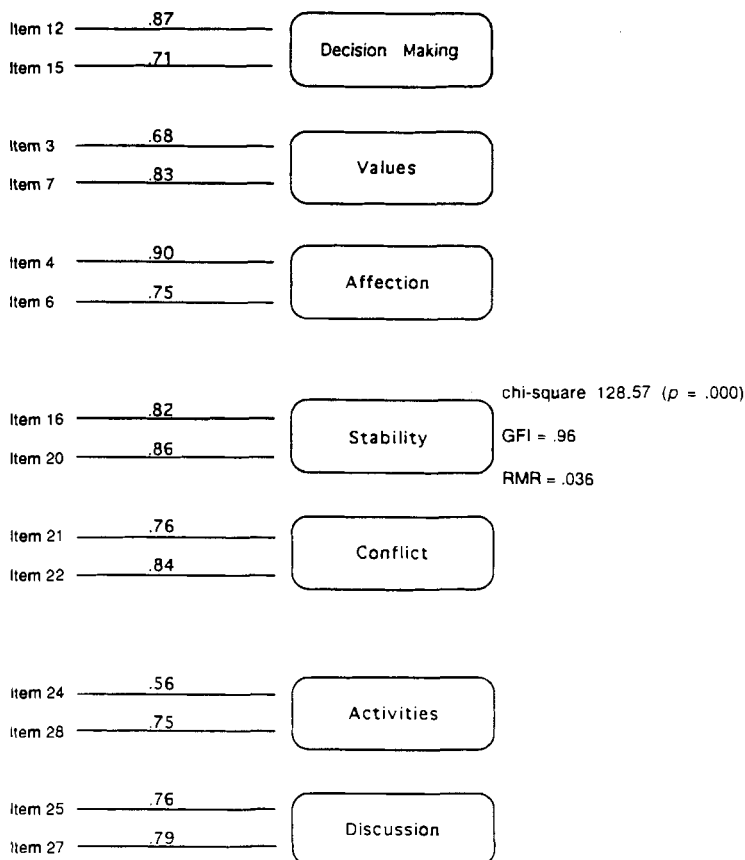 Item 12 .87
Decision Making
Item 15 .71
Item 3 .68
Values
Item 7 .83
Item 4 .90
Affection
Item 6 .75
chi-square 128.57 (p = .000)
Item 16 .82
Stability GFI = .96
Item 20 .86
RMR = .036
Item 21 .76
Conflict
Item 22 .84
Item 24 .56
Activities
Item 28 .75
Item 25 .76
Discussion
Item 27 .79